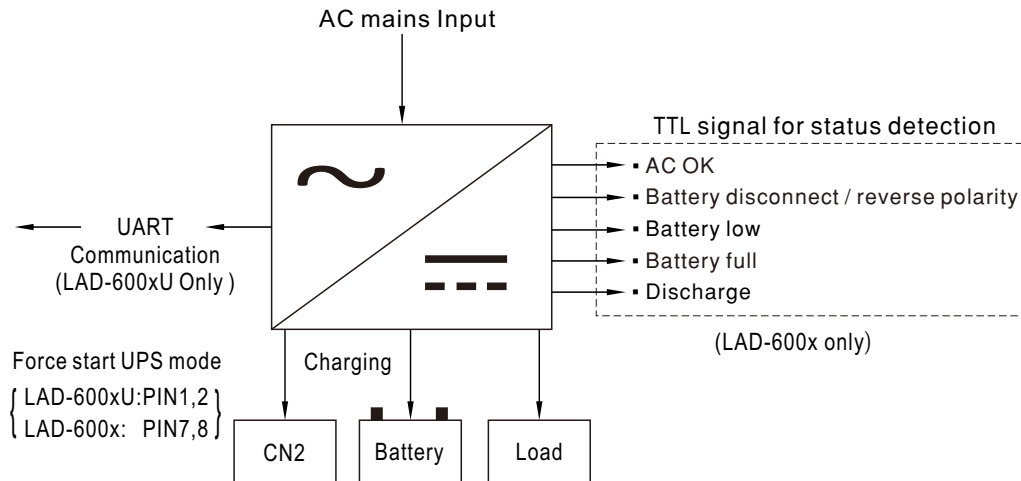 AC mains Input
TTL signal for status detection
▪ AC OK
▪ Battery disconnect / reverse polarity
▪ Battery low
▪ Battery full
▪ Discharge
(LAD-600x only)
UART
Communication
(LAD-600xU Only )
Force start UPS mode
LAD-600xU:PIN1,2
LAD-600x: PIN7,8
Charging
CN2
Battery
Load